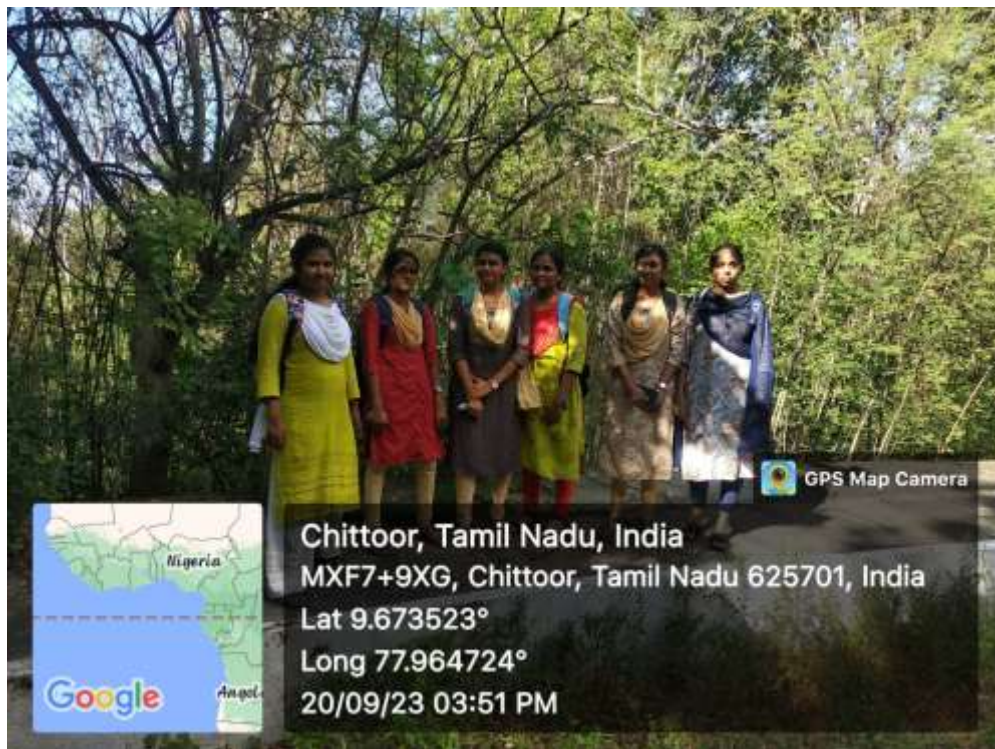 GPS Map Camera
Nigeria
Angol
Google
Chittoor, Tamil Nadu, India
MXF7+9XG, Chittoor, Tamil Nadu 625701, India
Lat 9.673523°
Long 77.964724°
20/09/23 03:51 PM